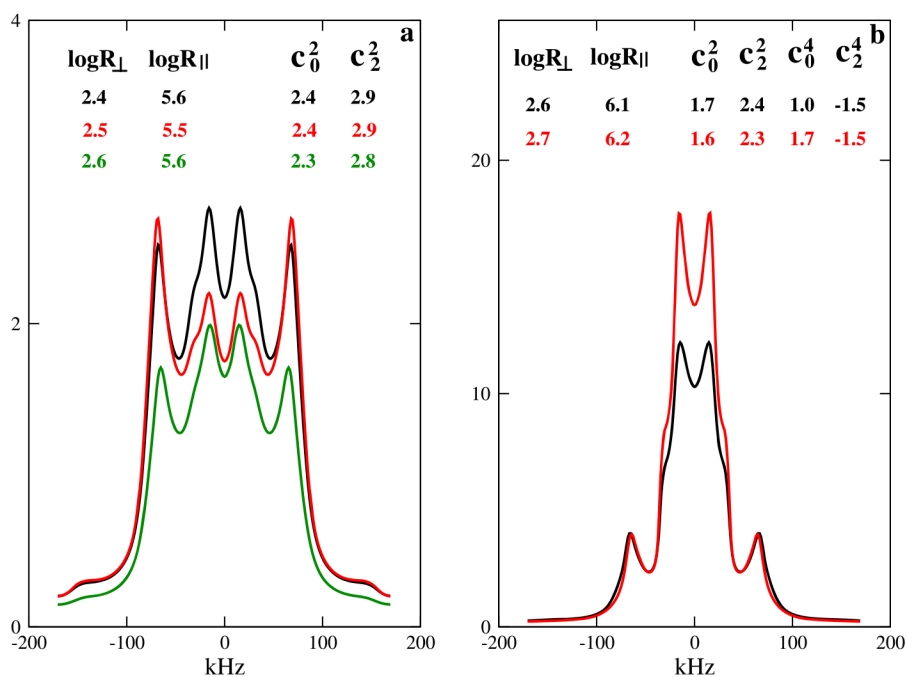 4
a
logR⊥ logR∥ c₀² c₂²
2.4 5.6 2.4 2.9
2.5 5.5 2.4 2.9
2.6 5.6 2.3 2.8
2
0
-200 -100 0 100 200
kHz
b
logR⊥ logR∥ c₀² c₂² c₀⁴ c₂⁴
2.6 6.1 1.7 2.4 1.0 -1.5
2.7 6.2 1.6 2.3 1.7 -1.5
20
10
0
-200 -100 0 100 200
kHz